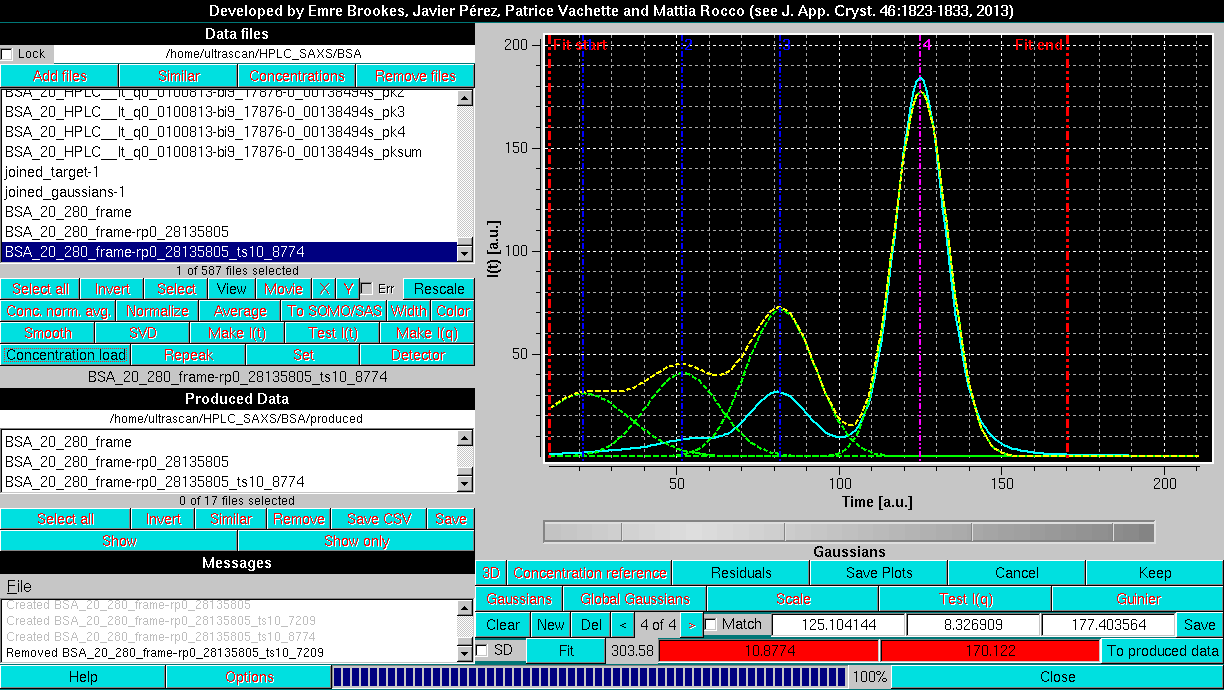 Developed by Emre Brookes, Javier Pérez, Patrice Vachette and Mattia Rocco (see J. App. Cryst. 46:1823-1833, 2013)
Data files
Lock /home/ultrascan/HPLC_SAXS/BSA
Add files Similar Concentrations Remove files
BSA_20_HPLC__lt_q0_0100813-bi9_17876-0_00138494s_pk2
BSA_20_HPLC__lt_q0_0100813-bi9_17876-0_00138494s_pk3
BSA_20_HPLC__lt_q0_0100813-bi9_17876-0_00138494s_pk4
BSA_20_HPLC__lt_q0_0100813-bi9_17876-0_00138494s_pksum
joined_target-1
joined_gaussians-1
BSA_20_280_frame
BSA_20_280_frame-rp0_28135805
BSA_20_280_frame-rp0_28135805_ts10_8774
1 of 587 files selected
Select all Invert Select View Movie X Y Err Rescale
Conc. norm. avg. Normalize Average To SOMO/SAS Width Color
Smooth SVD Make I(t) Test I(t) Make I(q)
Concentration load Repeak Set Detector
BSA_20_280_frame-rp0_28135805_ts10_8774
Produced Data
/home/ultrascan/HPLC_SAXS/BSA/produced
BSA_20_280_frame
BSA_20_280_frame-rp0_28135805
BSA_20_280_frame-rp0_28135805_ts10_8774
0 of 17 files selected
Select all Invert Similar Remove Save CSV Save
Show Show only
Messages
File
Created BSA_20_280_frame-rp0_28135805
Created BSA_20_280_frame-rp0_28135805_ts10_7209
Created BSA_20_280_frame-rp0_28135805_ts10_8774
Removed BSA_20_280_frame-rp0_28135805_ts10_7209
Help Options 100% Close
Fit start 2 3 4 Fit end
200
150
100
50
I(t) [a.u.]
50 100 150 200
Time [a.u.]
Gaussians
3D Concentration reference Residuals Save Plots Cancel Keep
Gaussians Global Gaussians Scale Test I(q) Guinier
Clear New Del < 4 of 4 > Match 125.104144 8.326909 177.403564 Save
SD Fit 303.58 10.8774 170.122 To produced data